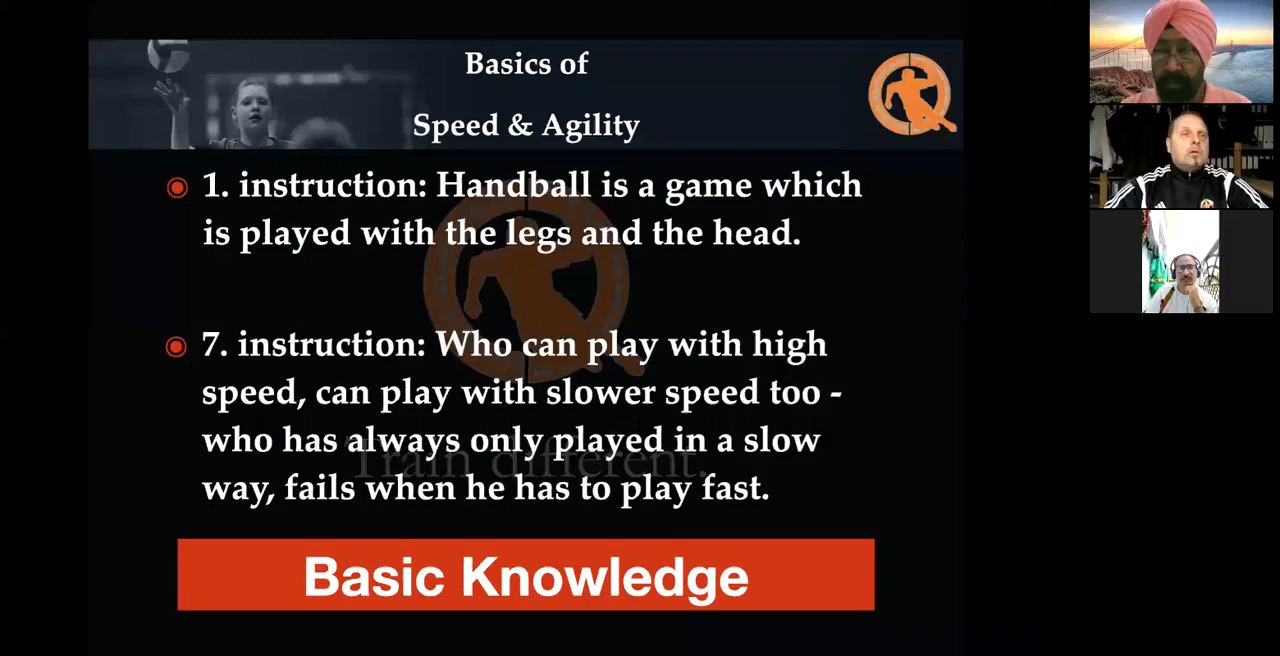 Basics of
Speed & Agility
1. instruction: Handball is a game which
is played with the legs and the head.
7. instruction: Who can play with high
speed, can play with slower speed too -
who has always only played in a slow
way, fails when he has to play fast.
Train different.
Basic Knowledge